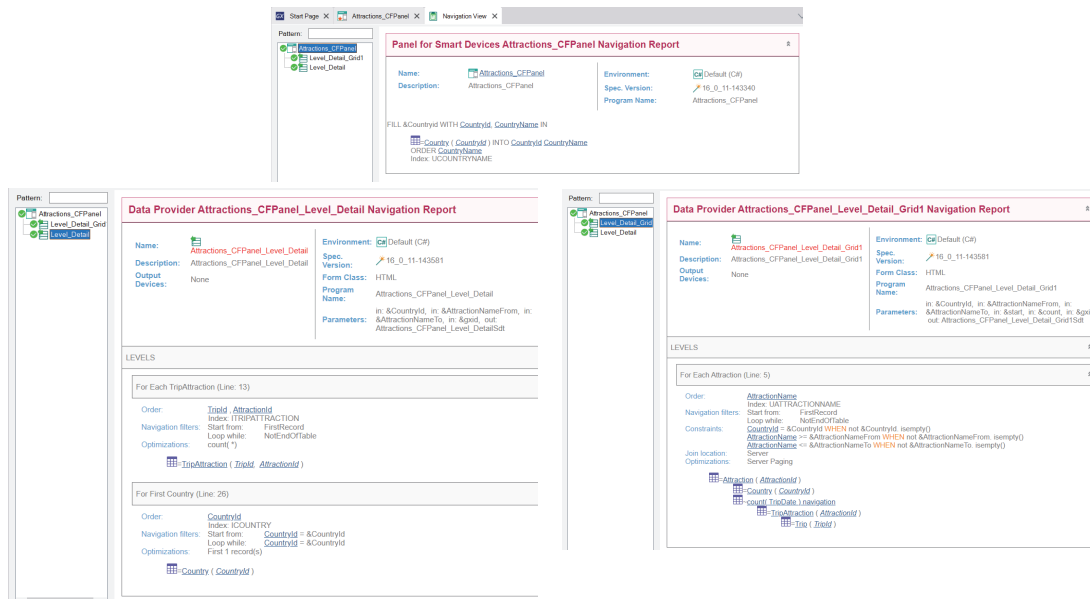 Start Page
Attractions_CFPanel
Navigation View
Pattern:
Attractions_CFPanel
Level_Detail_Grid1
Level_Detail
Panel for Smart Devices Attractions_CFPanel Navigation Report
Name: Attractions_CFPanel
Description: Attractions_CFPanel
Environment: C# Default (C#)
Spec. Version: 16_0_11-143340
Program Name: Attractions_CFPanel
FILL &Countryid WITH CountryId, CountryName IN
=Country ( CountryId ) INTO CountryId CountryName
ORDER CountryName
Index: UCOUNTRYNAME
Pattern:
Attractions_CFPanel
Level_Detail_Grid
Level_Detail
Data Provider Attractions_CFPanel_Level_Detail Navigation Report
Name: Attractions_CFPanel_Level_Detail
Description: Attractions_CFPanel_Level_Detail
Output Devices: None
Environment: C# Default (C#)
Spec. Version: 16_0_11-143581
Form Class: HTML
Program Name: Attractions_CFPanel_Level_Detail
Parameters: in: &CountryId, in: &AttractionNameFrom, in:
&AttractionNameTo, in: &gxid, out:
Attractions_CFPanel_Level_DetailSdt
LEVELS
For Each TripAttraction (Line: 13)
Order: TripId , AttractionId
Index: ITRIPATTRACTION
Navigation filters: Start from: FirstRecord
Loop while: NotEndOfTable
Optimizations: count( *)
=TripAttraction ( TripId, AttractionId )
For First Country (Line: 26)
Order: CountryId
Index: ICOUNTRY
Navigation filters: Start from: CountryId = &CountryId
Loop while: CountryId = &CountryId
Optimizations: First 1 record(s)
=Country ( CountryId )
Pattern:
Attractions_CFPanel
Level_Detail_Grid
Level_Detail
Data Provider Attractions_CFPanel_Level_Detail_Grid1 Navigation Report
Name: Attractions_CFPanel_Level_Detail_Grid1
Description: Attractions_CFPanel_Level_Detail_Grid1
Output Devices: None
Environment: C# Default (C#)
Spec. Version: 16_0_11-143581
Form Class: HTML
Program Name: Attractions_CFPanel_Level_Detail_Grid1
Parameters: in: &CountryId, in: &AttractionNameFrom, in:
&AttractionNameTo, in: &start, in: &count, in: &gxi
out: Attractions_CFPanel_Level_Detail_Grid1Sdt
LEVELS
For Each Attraction (Line: 5)
Order: AttractionName
Index: UATTRACTIONNAME
Navigation filters: Start from: FirstRecord
Loop while: NotEndOfTable
Constraints: CountryId = &CountryId WHEN not &CountryId. isempty()
AttractionName >= &AttractionNameFrom WHEN not &AttractionNameFrom. isempty()
AttractionName <= &AttractionNameTo WHEN not &AttractionNameTo. isempty()
Join location: Server
Optimizations: Server Paging
=Attraction ( AttractionId )
=Country ( CountryId )
=count( TripDate ) navigation
=TripAttraction ( AttractionId )
=Trip ( TripId )